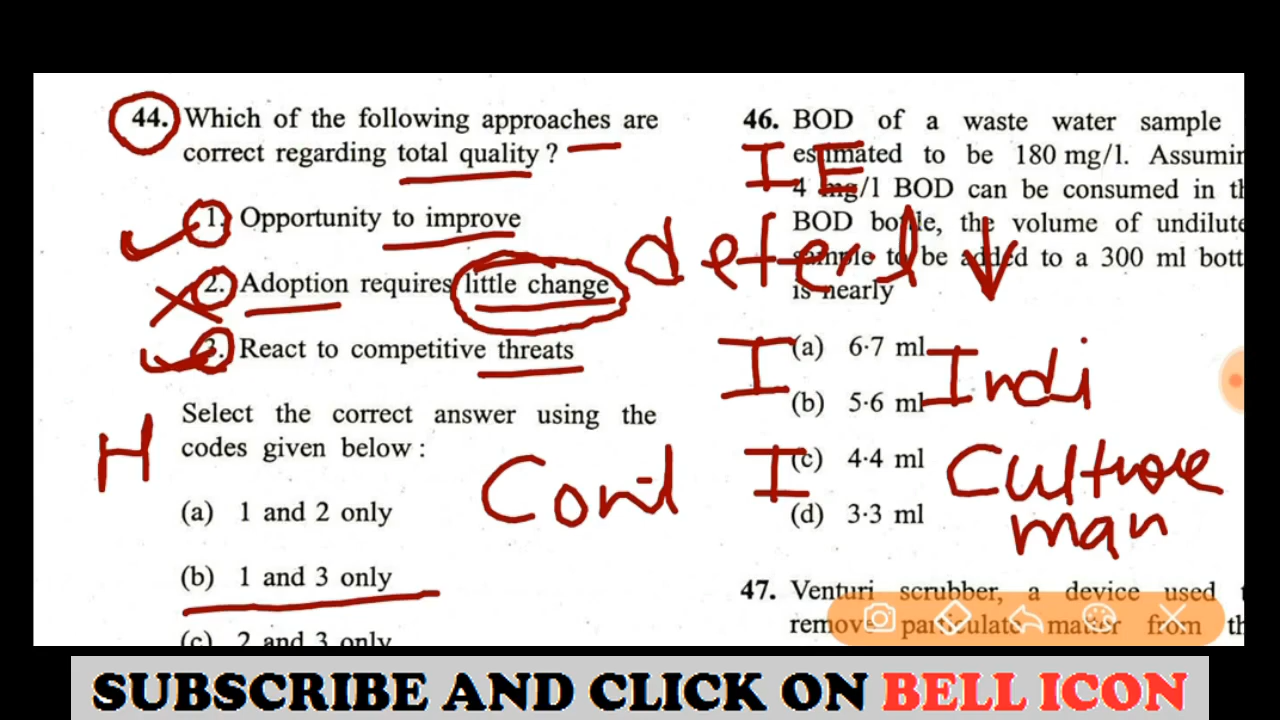 44. Which of the following approaches are
correct regarding total quality ?
1. Opportunity to improve
2. Adoption requires little change
3. React to competitive threats
Select the correct answer using the
codes given below :
(a) 1 and 2 only
(b) 1 and 3 only
(c) 2 and 3 only
46. BOD of a waste water sample
estimated to be 180 mg/l. Assumin
4 mg/l BOD can be consumed in th
BOD bottle, the volume of undilute
sample to be added to a 300 ml bott
is nearly
(a) 6·7 ml
(b) 5·6 ml
(c) 4·4 ml
(d) 3·3 ml
47. Venturi scrubber, a device used
remove particulate matter from th
I E
I
I
H
Indi
man
SUBSCRIBE AND CLICK ON BELL ICON